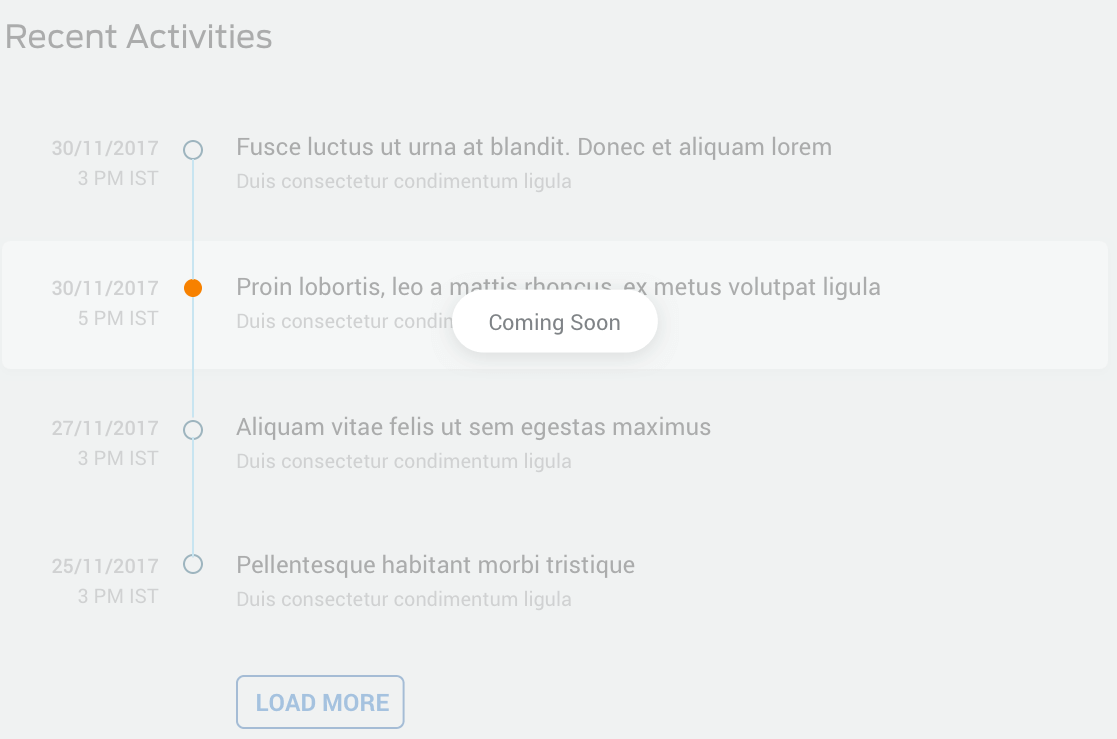 Recent Activities
30/11/2017
3 PM IST
Fusce luctus ut urna at blandit. Donec et aliquam lorem
Duis consectetur condimentum ligula
30/11/2017
5 PM IST
Proin lobortis, leo a mattis rhoncus, ex metus volutpat ligula
Duis consectetur
Coming Soon
27/11/2017
3 PM IST
Aliquam vitae felis ut sem egestas maximus
Duis consectetur condimentum ligula
25/11/2017
3 PM IST
Pellentesque habitant morbi tristique
Duis consectetur condimentum ligula
LOAD MORE